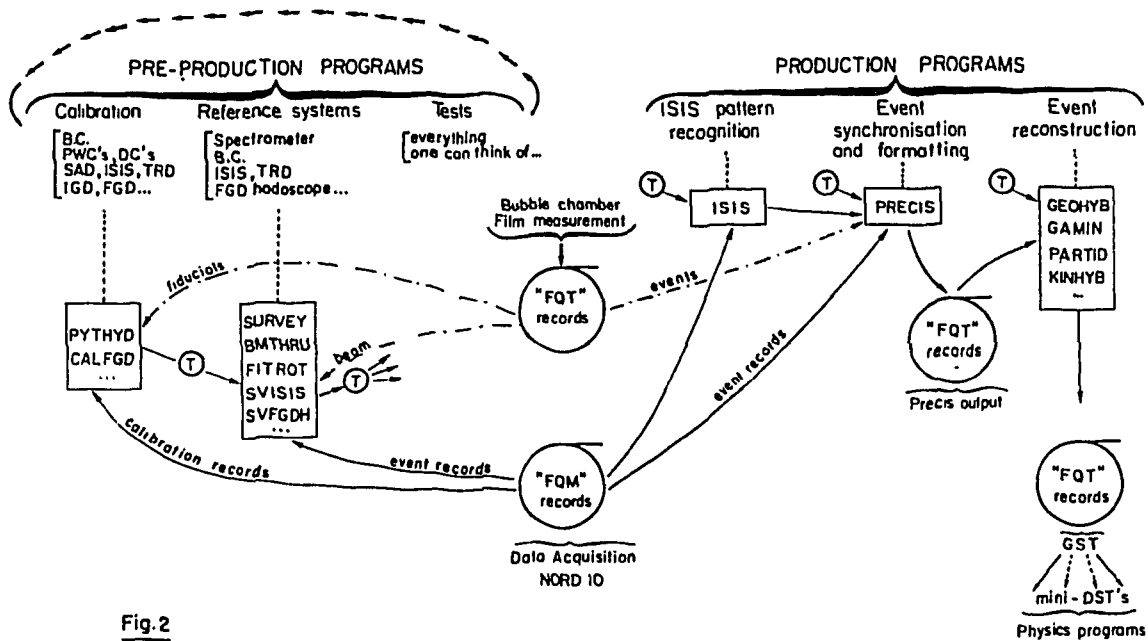 PRE-PRODUCTION PROGRAMS
Calibration
B.C.
PWC's, DC's
SAD, ISIS, TRD
IGD, FGD...
Reference systems
Spectrometer
B.C.
ISIS, TRD
FGD hodoscope...
Tests
everything
one can think of...
PRODUCTION PROGRAMS
ISIS pattern
recognition
Event
synchronisation
and formatting
Event
reconstruction
T
ISIS
T
PRECIS
T
GEOHYB
GAMIN
PARTID
KINHYB
...
Bubble chamber
Film measurement
"FQT"
records
fiducials
beam
events
PYTHYD
CALFGD
...
T
SURVEY
BMTHRU
FITROT
SVISIS
SVFGDH
...
T
calibration records
event records
event records
"FQM"
records
Data Acquisition
NORD 10
"FQT"
records
Precis output
"FQT"
records
GST
mini-DST's
Physics programs
Fig.2